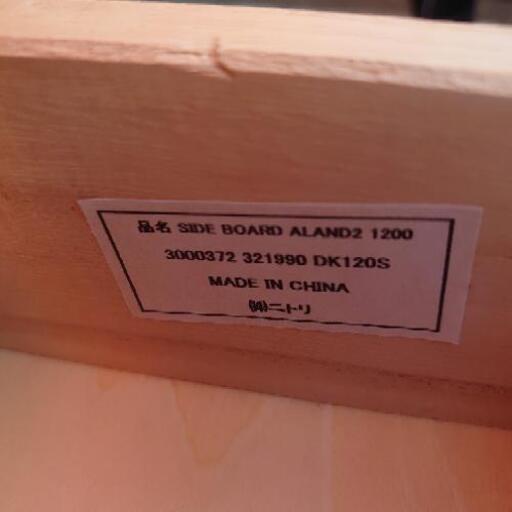 品名 SIDE BOARD ALAND2 1200
3000372 321990 DK120S
MADE IN CHINA
㈱ニトリ